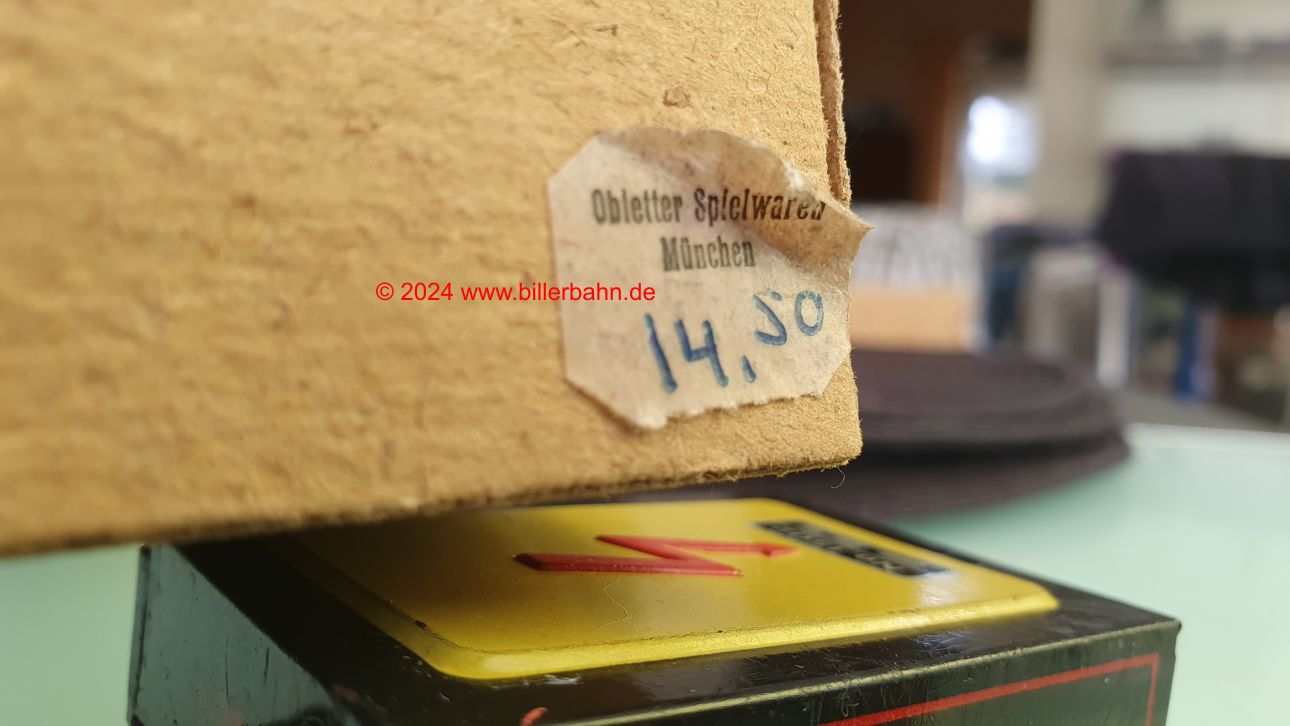 Obletter Spielwaren
München
© 2024 www.billerbahn.de
14,50